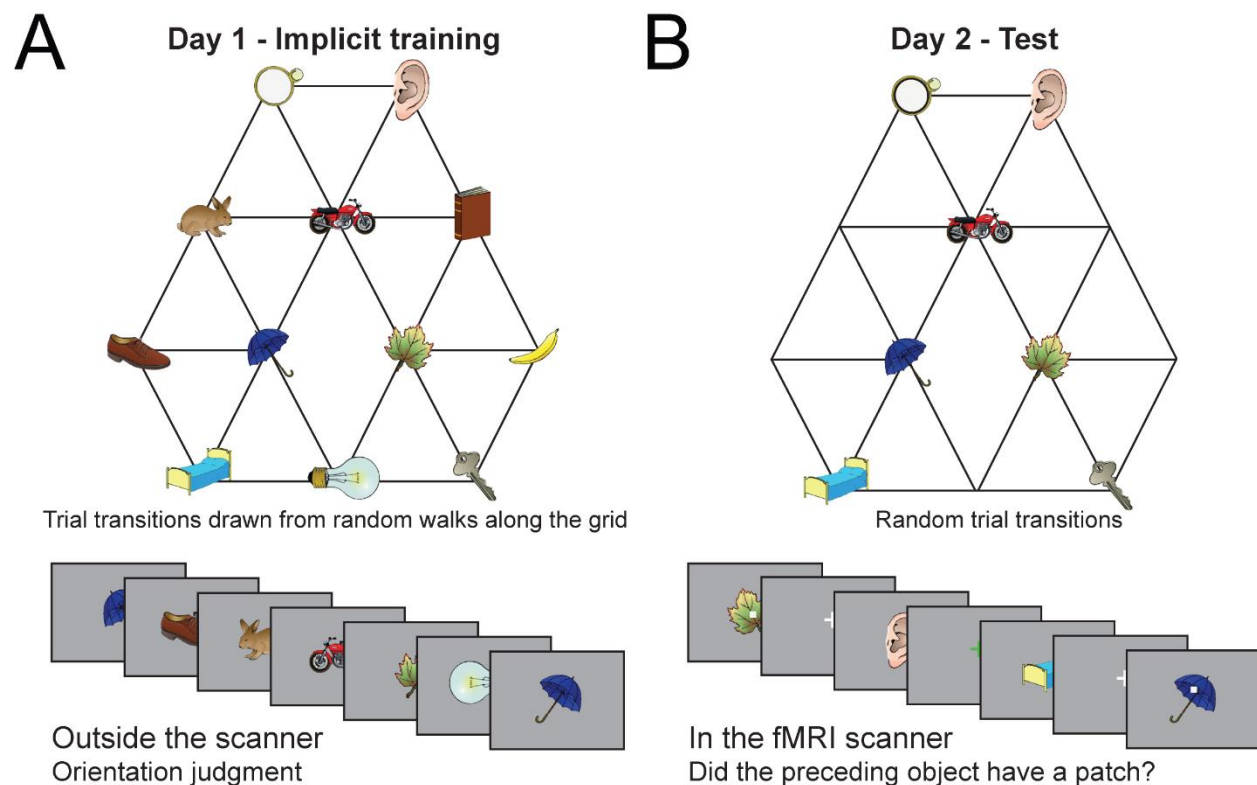 A
Day 1 - Implicit training
Trial transitions drawn from random walks along the grid
Outside the scanner
Orientation judgment
B
Day 2 - Test
Random trial transitions
In the fMRI scanner
Did the preceding object have a patch?